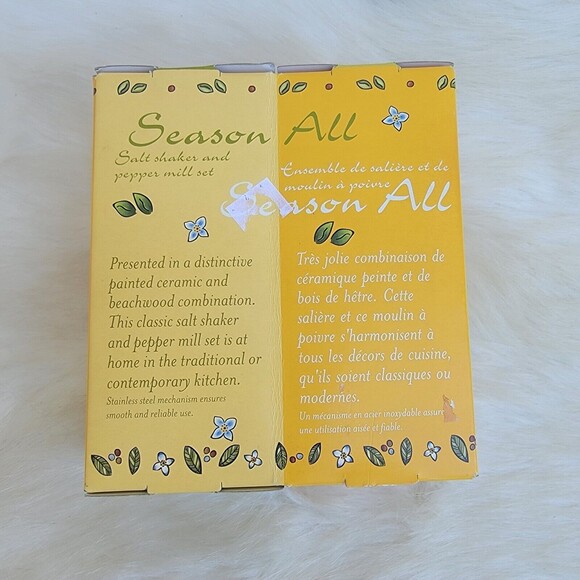 Season All
Salt shaker and
pepper mill set
Presented in a distinctive
painted ceramic and
beachwood combination.
This classic salt shaker
and pepper mill set is at
home in the traditional or
contemporary kitchen.
Stainless steel mechanism ensures
smooth and reliable use.
Ensemble de salière et de
moulin à poivre
Season All
Très jolie combinaison de
céramique peinte et de
bois de hêtre. Cette
salière et ce moulin à
poivre s'harmonisent à
tous les décors de cuisine,
qu'ils soient classiques ou
modernes.
Un mécanisme en acier inoxydable assure
une utilisation aisée et fiable.